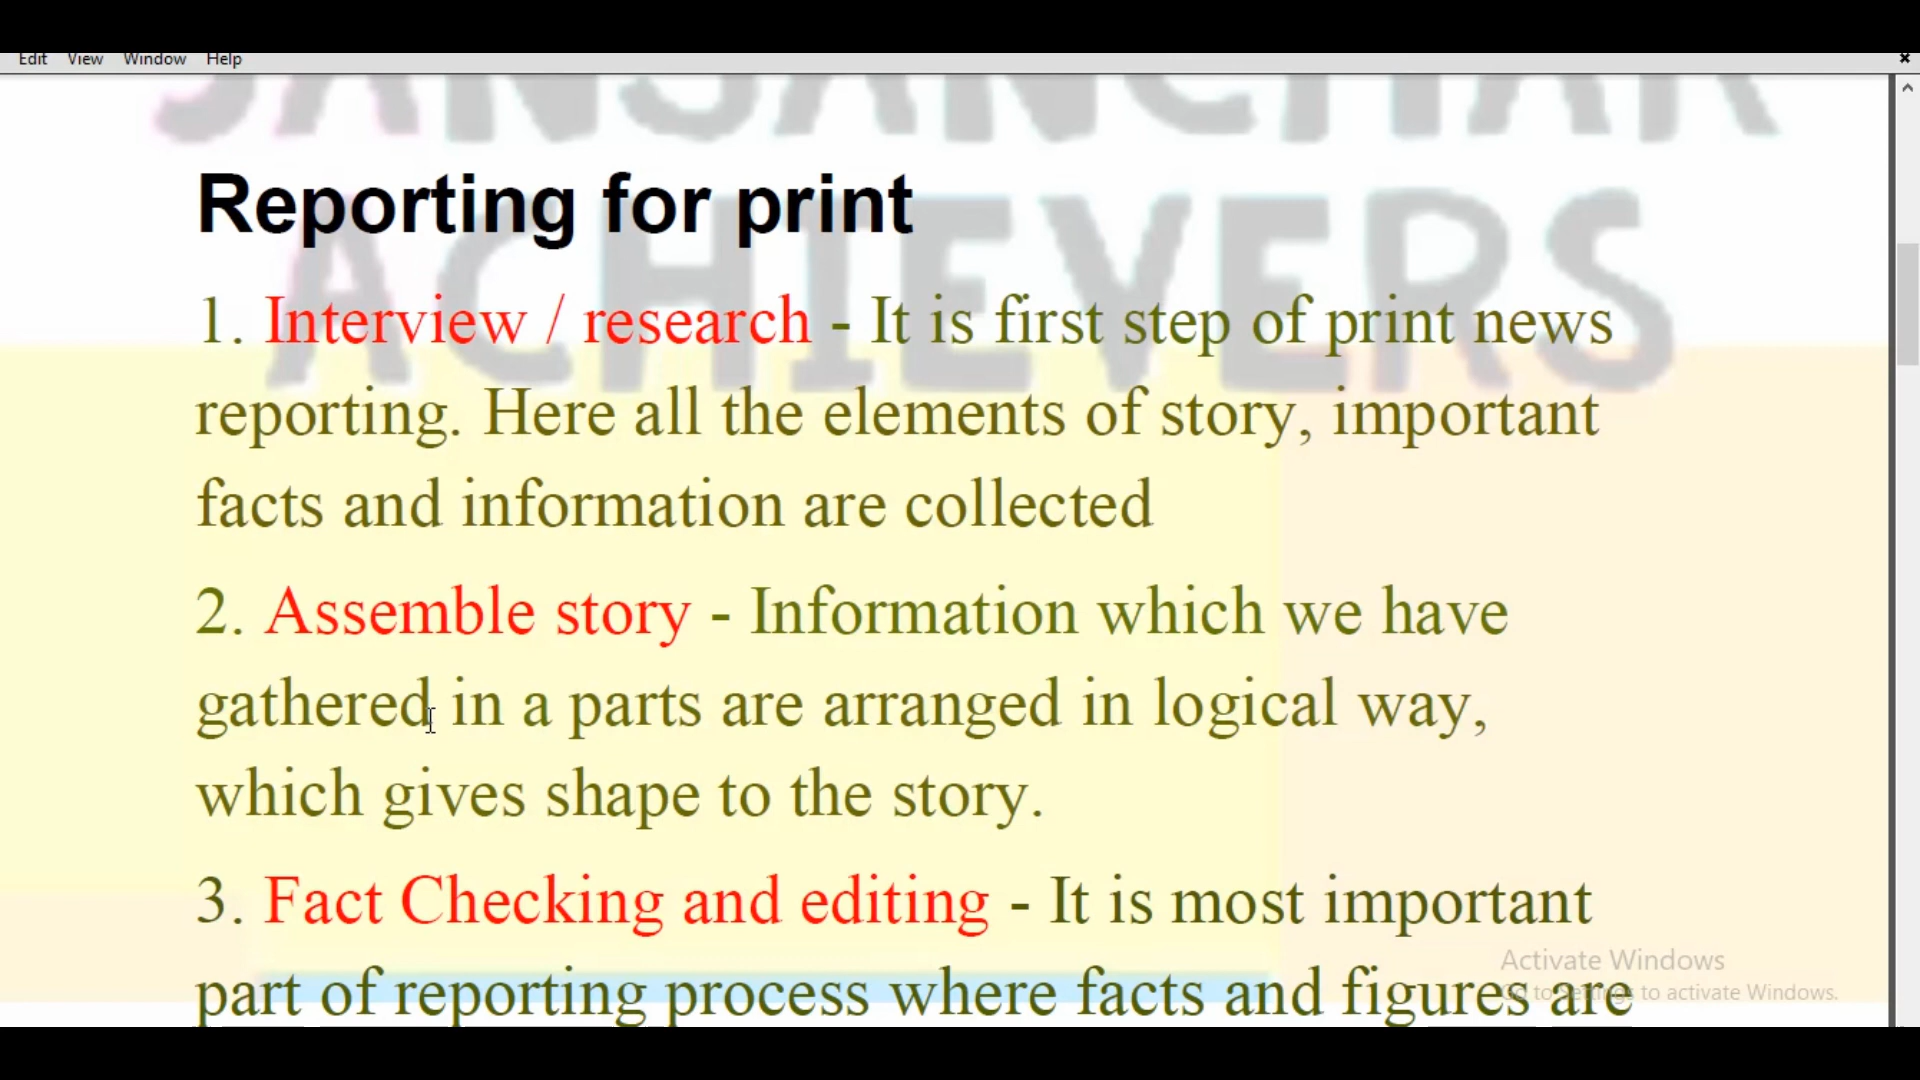 Edit View Window Help
JANSANCHAR
ACHIEVERS
Reporting for print
1. Interview / research - It is first step of print news
reporting. Here all the elements of story, important
facts and information are collected
2. Assemble story - Information which we have
gathered in a parts are arranged in logical way,
which gives shape to the story.
3. Fact Checking and editing - It is most important
part of reporting process where facts and figures are
Activate Windows
Go to Settings to activate Windows.